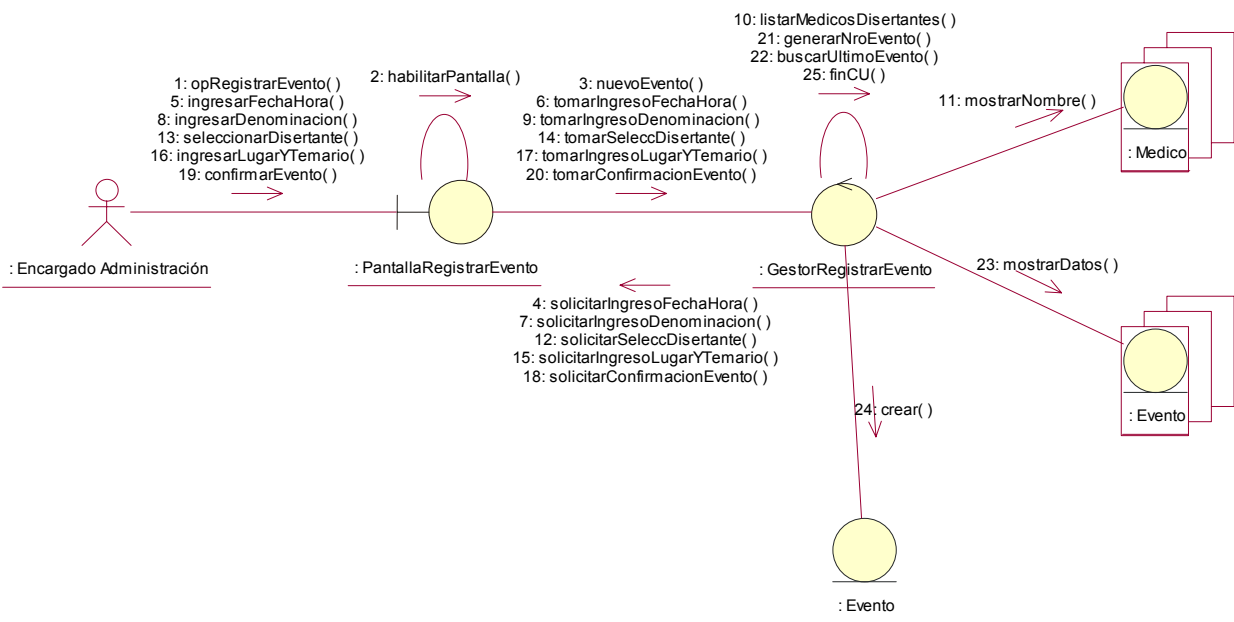 1: opRegistrarEvento( )
5: ingresarFechaHora( )
8: ingresarDenominacion( )
13: seleccionarDisertante( )
16: ingresarLugarYTemario( )
19: confirmarEvento( )
2: habilitarPantalla( )
3: nuevoEvento( )
6: tomarIngresoFechaHora( )
9: tomarIngresoDenominacion( )
14: tomarSeleccDisertante( )
17: tomarIngresoLugarYTemario( )
20: tomarConfirmacionEvento( )
10: listarMedicosDisertantes( )
21: generarNroEvento( )
22: buscarUltimoEvento( )
25: finCU( )
11: mostrarNombre( )
: Medico
: Encargado Administración
: PantallaRegistrarEvento
: GestorRegistrarEvento
23: mostrarDatos( )
4: solicitarIngresoFechaHora( )
7: solicitarIngresoDenominacion( )
12: solicitarSeleccDisertante( )
15: solicitarIngresoLugarYTemario( )
18: solicitarConfirmacionEvento( )
24: crear( )
: Evento
: Evento